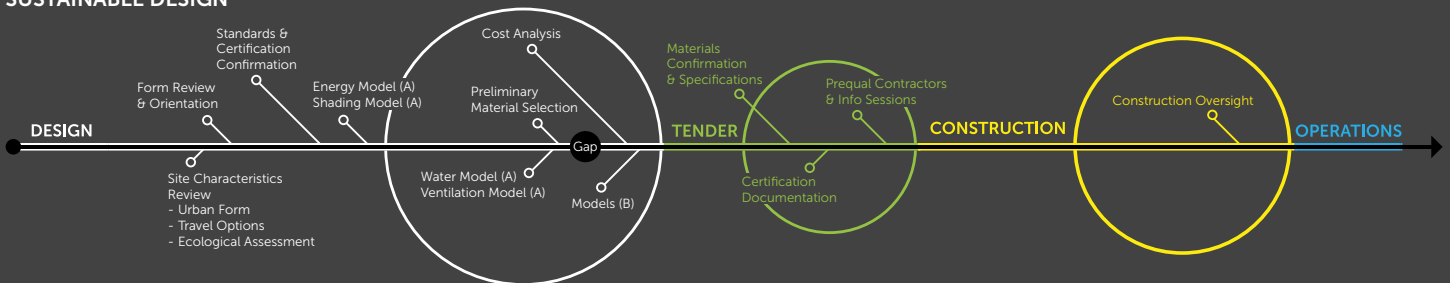 SUSTAINABLE DESIGN
DESIGN
Form Review
& Orientation
Standards &
Certification
Confirmation
Energy Model (A)
Shading Model (A)
Site Characteristics
Review
- Urban Form
- Travel Options
- Ecological Assessment
Cost Analysis
Preliminary
Material Selection
Gap
Water Model (A)
Ventilation Model (A)
Models (B)
TENDER
Materials
Confirmation
& Specifications
Prequal Contractors
& Info Sessions
Certification
Documentation
CONSTRUCTION
Construction Oversight
OPERATIONS